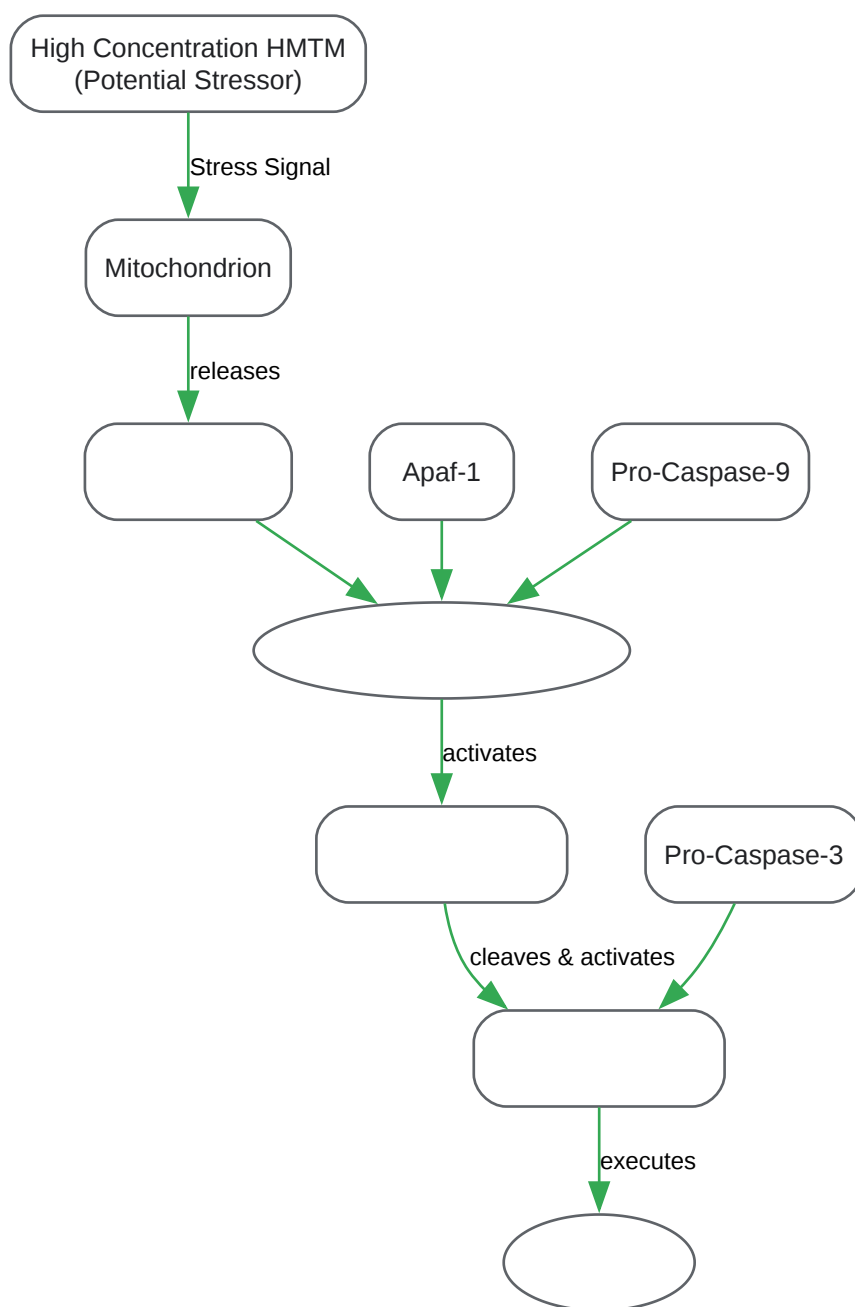 High Concentration HMTM
(Potential Stressor)
Stress Signal
Mitochondrion
releases
Apaf-1
Pro-Caspase-9
activates
Pro-Caspase-3
cleaves & activates
executes